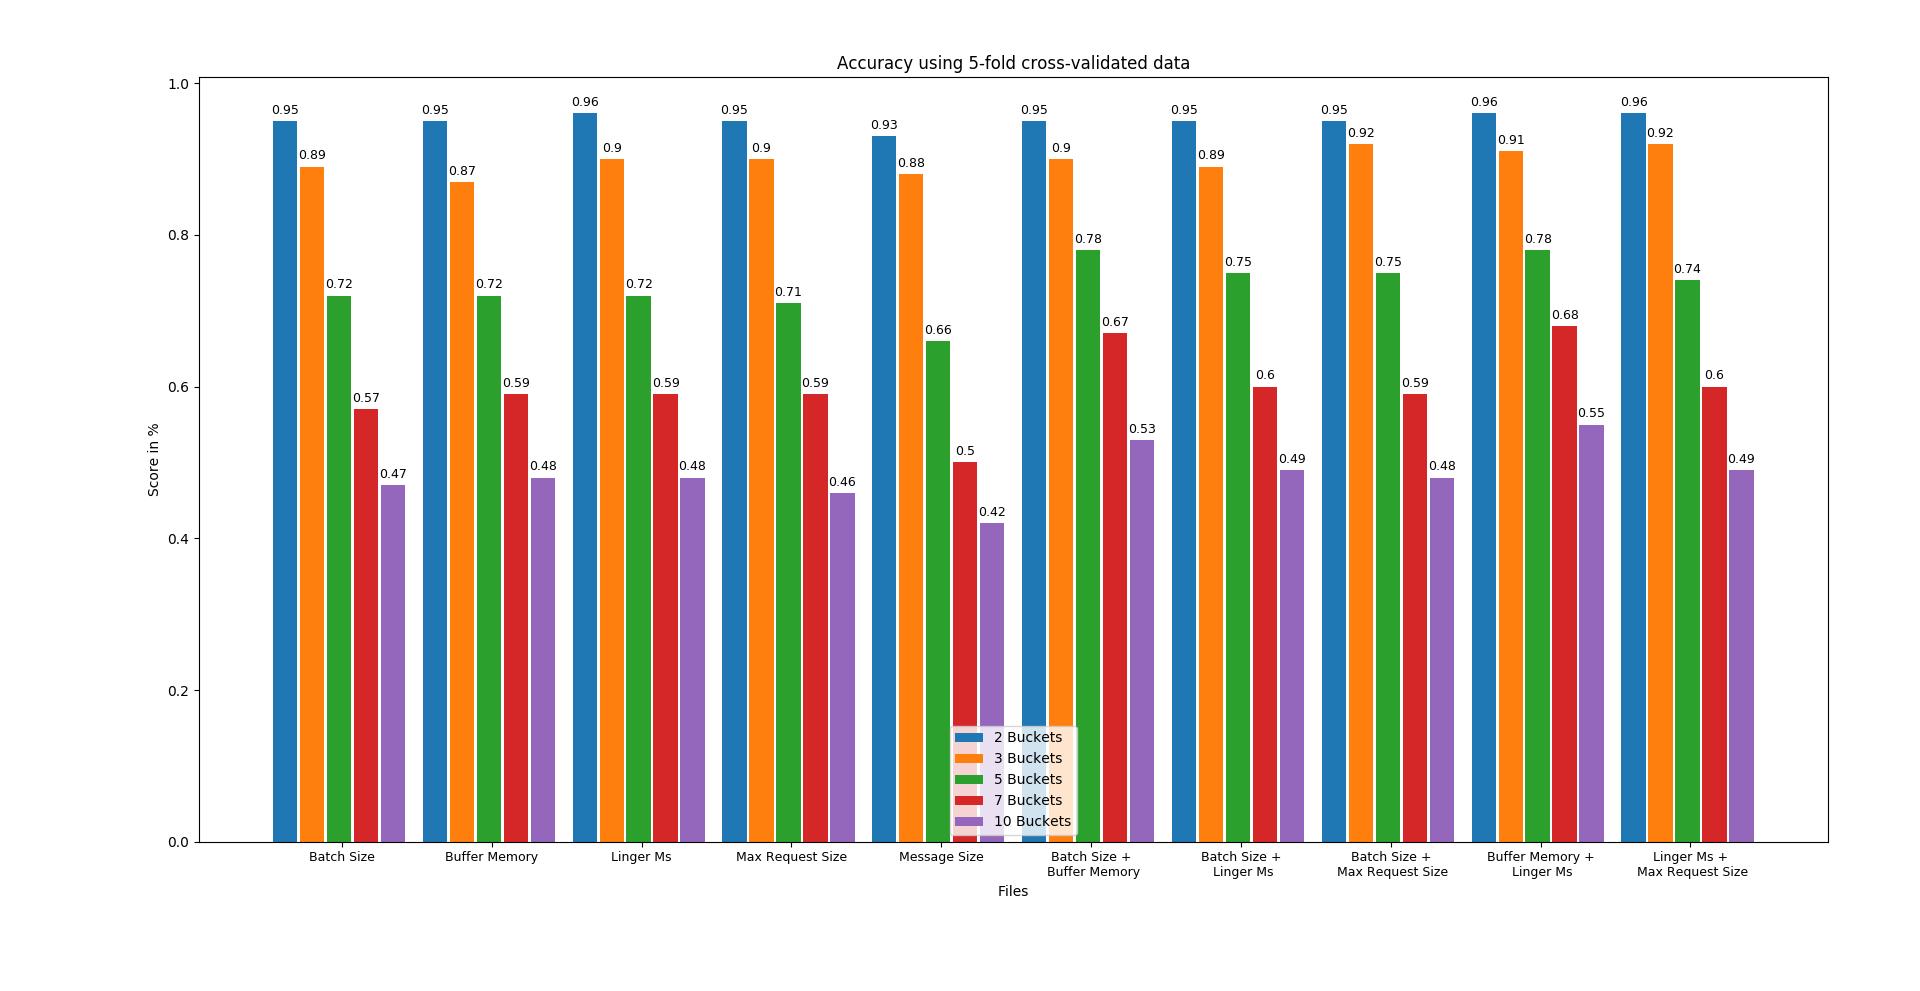 Accuracy using 5-fold cross-validated data
1.0
0.8
0.6
0.4
0.2
0.0
Score in %
0.95
0.89
0.72
0.57
0.47
0.95
0.87
0.72
0.59
0.48
0.96
0.9
0.72
0.59
0.48
0.95
0.9
0.71
0.59
0.46
0.93
0.88
0.66
0.5
0.42
0.95
0.9
0.78
0.67
0.53
0.95
0.89
0.75
0.6
0.49
0.95
0.92
0.75
0.59
0.48
0.96
0.91
0.78
0.68
0.55
0.96
0.92
0.74
0.6
0.49
2 Buckets
3 Buckets
5 Buckets
7 Buckets
10 Buckets
Batch Size
Buffer Memory
Linger Ms
Max Request Size
Message Size
Batch Size +
Buffer Memory
Batch Size +
Linger Ms
Batch Size +
Max Request Size
Buffer Memory +
Linger Ms
Linger Ms +
Max Request Size
Files